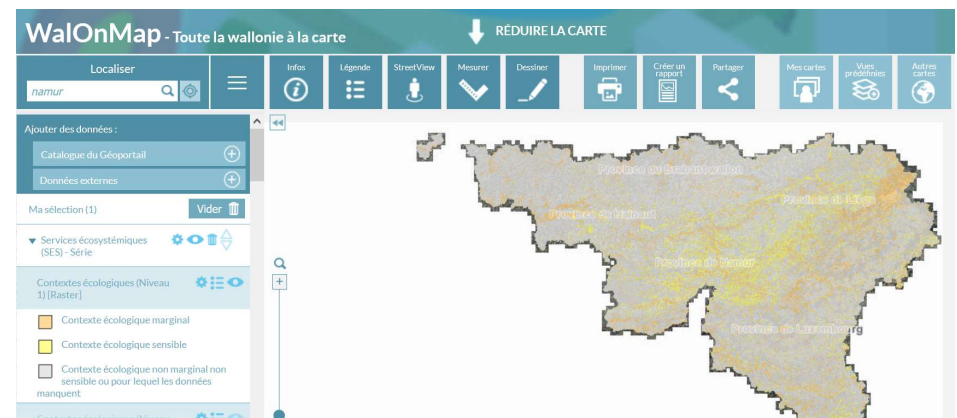 WalOnMap - Toute la wallonie à la carte
RÉDUIRE LA CARTE
Localiser
namur
Infos
Légende
StreetView
Mesurer
Dessiner
Imprimer
Créer un
rapport
Partager
Mes cartes
Vues
prédéfinies
Autres
cartes
Ajouter des données :
Catalogue du Géoportail
Données externes
Ma sélection (1)
Vider
Services écosystémiques
(SES) - Série
Contextes écologiques (Niveau
1) [Raster]
Contexte écologique marginal
Contexte écologique sensible
Contexte écologique non marginal non
sensible ou pour lequel les données
manquent
Contextes écologiques (Niveau
Province du Brabant wallon
Province de Liège
Province de Hainaut
Province de Namur
Province de Luxembourg